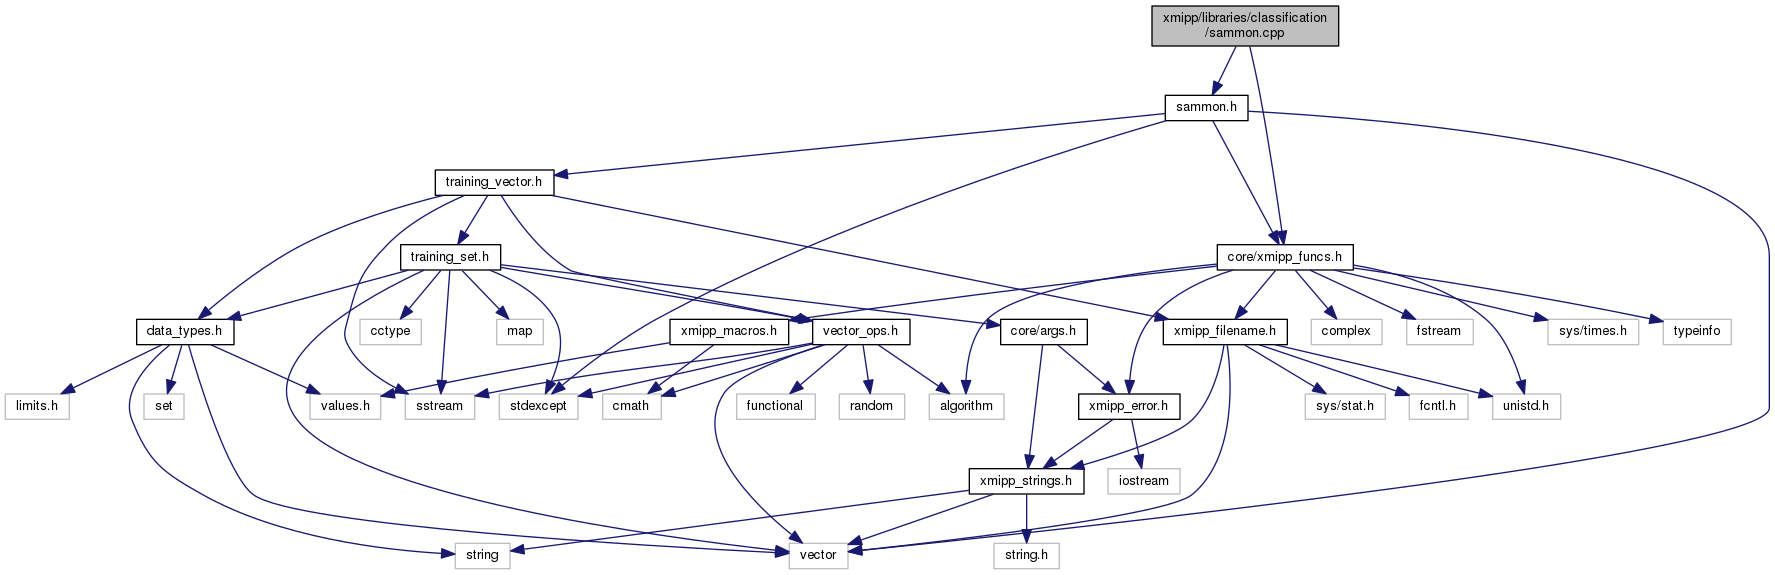 xmipp/libraries/classification
/sammon.cpp
sammon.h
training_vector.h
training_set.h
core/xmipp_funcs.h
data_types.h
cctype
map
xmipp_macros.h
vector_ops.h
core/args.h
xmipp_filename.h
complex
fstream
sys/times.h
typeinfo
limits.h
set
values.h
sstream
stdexcept
cmath
functional
random
algorithm
xmipp_error.h
sys/stat.h
fcntl.h
unistd.h
xmipp_strings.h
iostream
string
vector
string.h